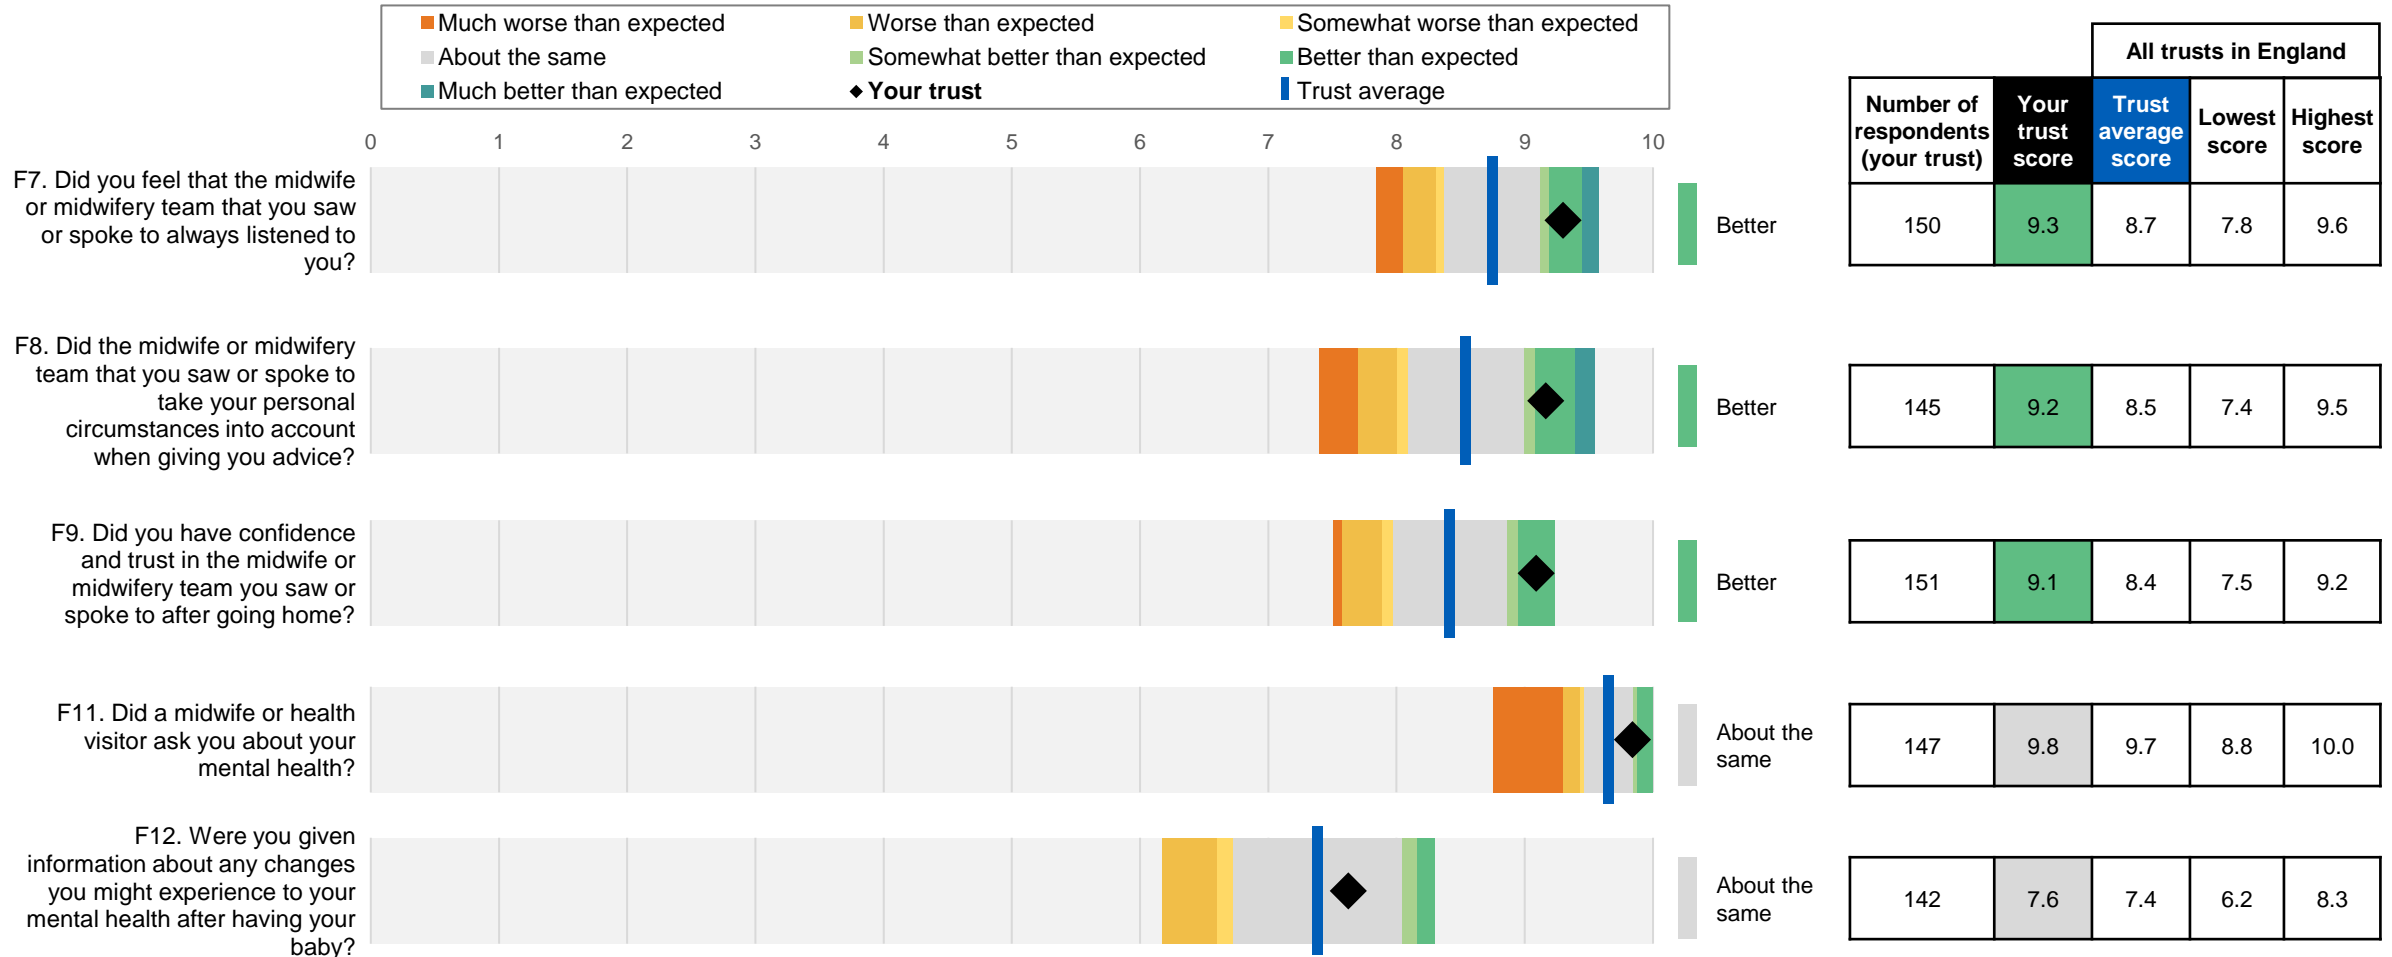 Much worse than expected
Worse than expected
Somewhat worse than expected
About the same
Somewhat better than expected
Better than expected
Much better than expected
Your trust
Trust average
All trusts in England
Number of
respondents
(your trust)
Your
trust
score
Trust
average
score
Lowest
score
Highest
score
0 1 2 3 4 5 6 7 8 9 10
F7. Did you feel that the midwife
or midwifery team that you saw
or spoke to always listened to
you?
Better
150 9.3 8.7 7.8 9.6
F8. Did the midwife or midwifery
team that you saw or spoke to
take your personal
circumstances into account
when giving you advice?
Better
145 9.2 8.5 7.4 9.5
F9. Did you have confidence
and trust in the midwife or
midwifery team you saw or
spoke to after going home?
Better
151 9.1 8.4 7.5 9.2
F11. Did a midwife or health
visitor ask you about your
mental health?
About the
same
147 9.8 9.7 8.8 10.0
F12. Were you given
information about any changes
you might experience to your
mental health after having your
baby?
About the
same
142 7.6 7.4 6.2 8.3